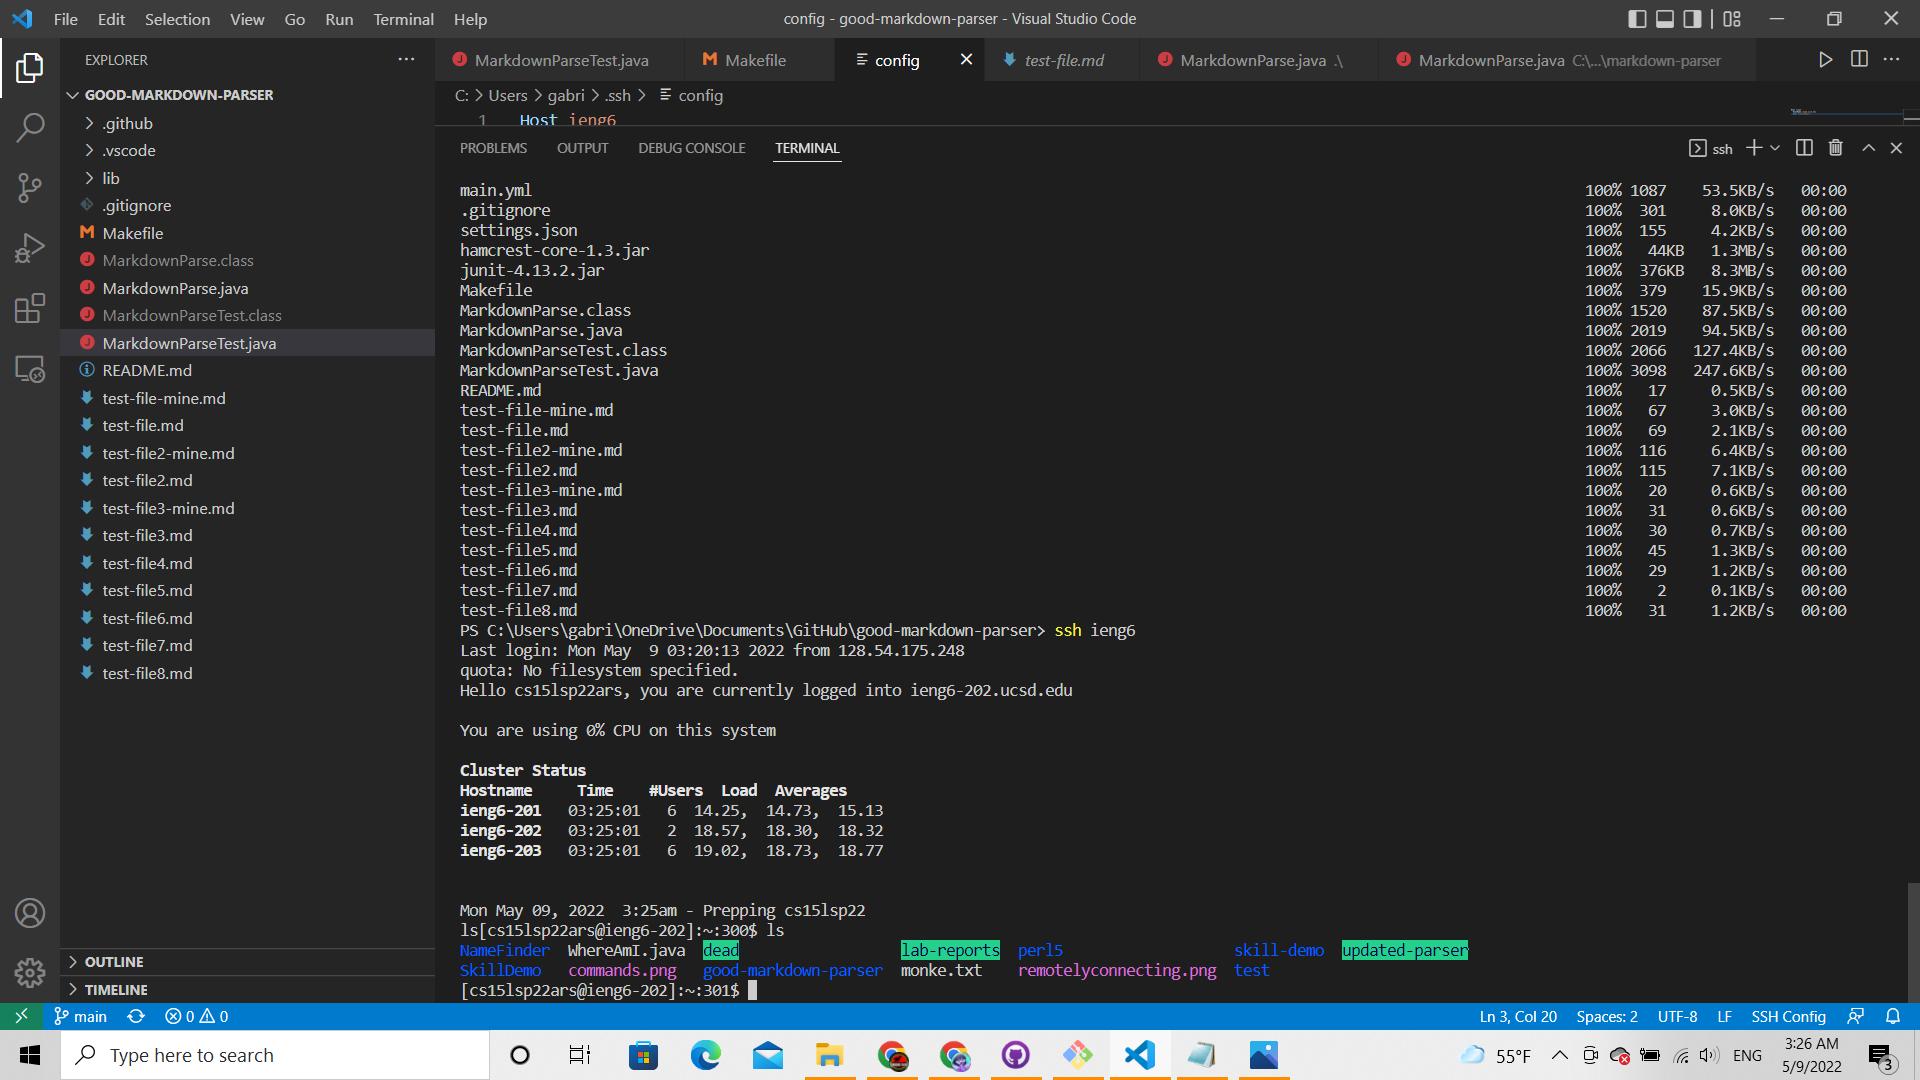 File Edit Selection View Go Run Terminal Help
config - good-markdown-parser - Visual Studio Code
EXPLORER
GOOD-MARKDOWN-PARSER
.github
.vscode
lib
.gitignore
Makefile
MarkdownParse.class
MarkdownParse.java
MarkdownParseTest.class
MarkdownParseTest.java
README.md
test-file-mine.md
test-file.md
test-file2-mine.md
test-file2.md
test-file3-mine.md
test-file3.md
test-file4.md
test-file5.md
test-file6.md
test-file7.md
test-file8.md
OUTLINE
TIMELINE
MarkdownParseTest.java Makefile config test-file.md MarkdownParse.java .\ MarkdownParse.java C:\...\markdown-parser
C: > Users > gabri > .ssh > config
1 Host ieng6
PROBLEMS OUTPUT DEBUG CONSOLE TERMINAL ssh
main.yml 100% 1087 53.5KB/s 00:00
.gitignore 100% 301 8.0KB/s 00:00
settings.json 100% 155 4.2KB/s 00:00
hamcrest-core-1.3.jar 100% 44KB 1.3MB/s 00:00
junit-4.13.2.jar 100% 376KB 8.3MB/s 00:00
Makefile 100% 379 15.9KB/s 00:00
MarkdownParse.class 100% 1520 87.5KB/s 00:00
MarkdownParse.java 100% 2019 94.5KB/s 00:00
MarkdownParseTest.class 100% 2066 127.4KB/s 00:00
MarkdownParseTest.java 100% 3098 247.6KB/s 00:00
README.md 100% 17 0.5KB/s 00:00
test-file-mine.md 100% 67 3.0KB/s 00:00
test-file.md 100% 69 2.1KB/s 00:00
test-file2-mine.md 100% 116 6.4KB/s 00:00
test-file2.md 100% 115 7.1KB/s 00:00
test-file3-mine.md 100% 20 0.6KB/s 00:00
test-file3.md 100% 31 0.6KB/s 00:00
test-file4.md 100% 30 0.7KB/s 00:00
test-file5.md 100% 45 1.3KB/s 00:00
test-file6.md 100% 29 1.2KB/s 00:00
test-file7.md 100% 2 0.1KB/s 00:00
test-file8.md 100% 31 1.2KB/s 00:00
PS C:\Users\gabri\OneDrive\Documents\GitHub\good-markdown-parser> ssh ieng6
Last login: Mon May  9 03:20:13 2022 from 128.54.175.248
quota: No filesystem specified.
Hello cs15lsp22ars, you are currently logged into ieng6-202.ucsd.edu
You are using 0% CPU on this system
Cluster Status
Hostname Time #Users Load Averages
ieng6-201 03:25:01 6 14.25, 14.73, 15.13
ieng6-202 03:25:01 2 18.57, 18.30, 18.32
ieng6-203 03:25:01 6 19.02, 18.73, 18.77
Mon May 09, 2022  3:25am - Prepping cs15lsp22
ls[cs15lsp22ars@ieng6-202]:~:300$ ls
NameFinder WhereAmI.java dead lab-reports perl5 skill-demo updated-parser
SkillDemo commands.png good-markdown-parser monke.txt remotelyconnecting.png test
[cs15lsp22ars@ieng6-202]:~:301$
main 0 0 Ln 3, Col 20 Spaces: 2 UTF-8 LF SSH Config
Type here to search 55°F ENG 3:26 AM
5/9/2022 3